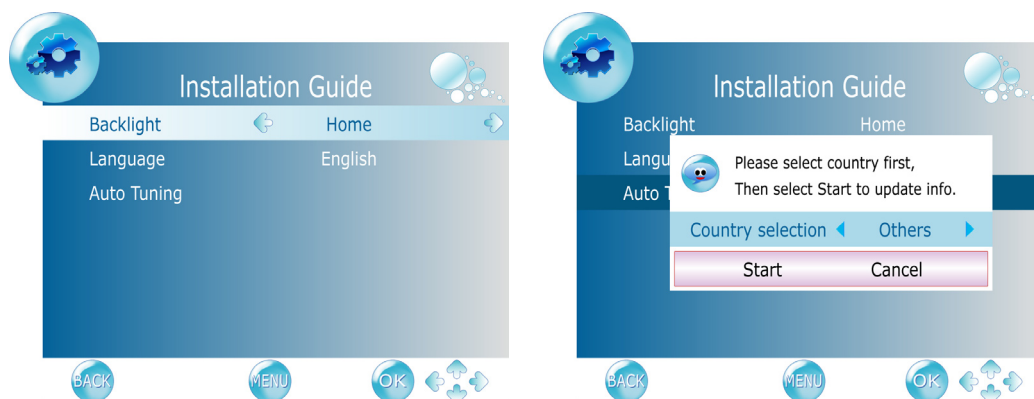 Installation Guide
Backlight Home
Language English
Auto Tuning
BACK MENU OK
Installation Guide
Backlight Home
Langu
Auto T
Please select country first,
Then select Start to update info.
Country selection Others
Start Cancel
BACK MENU OK